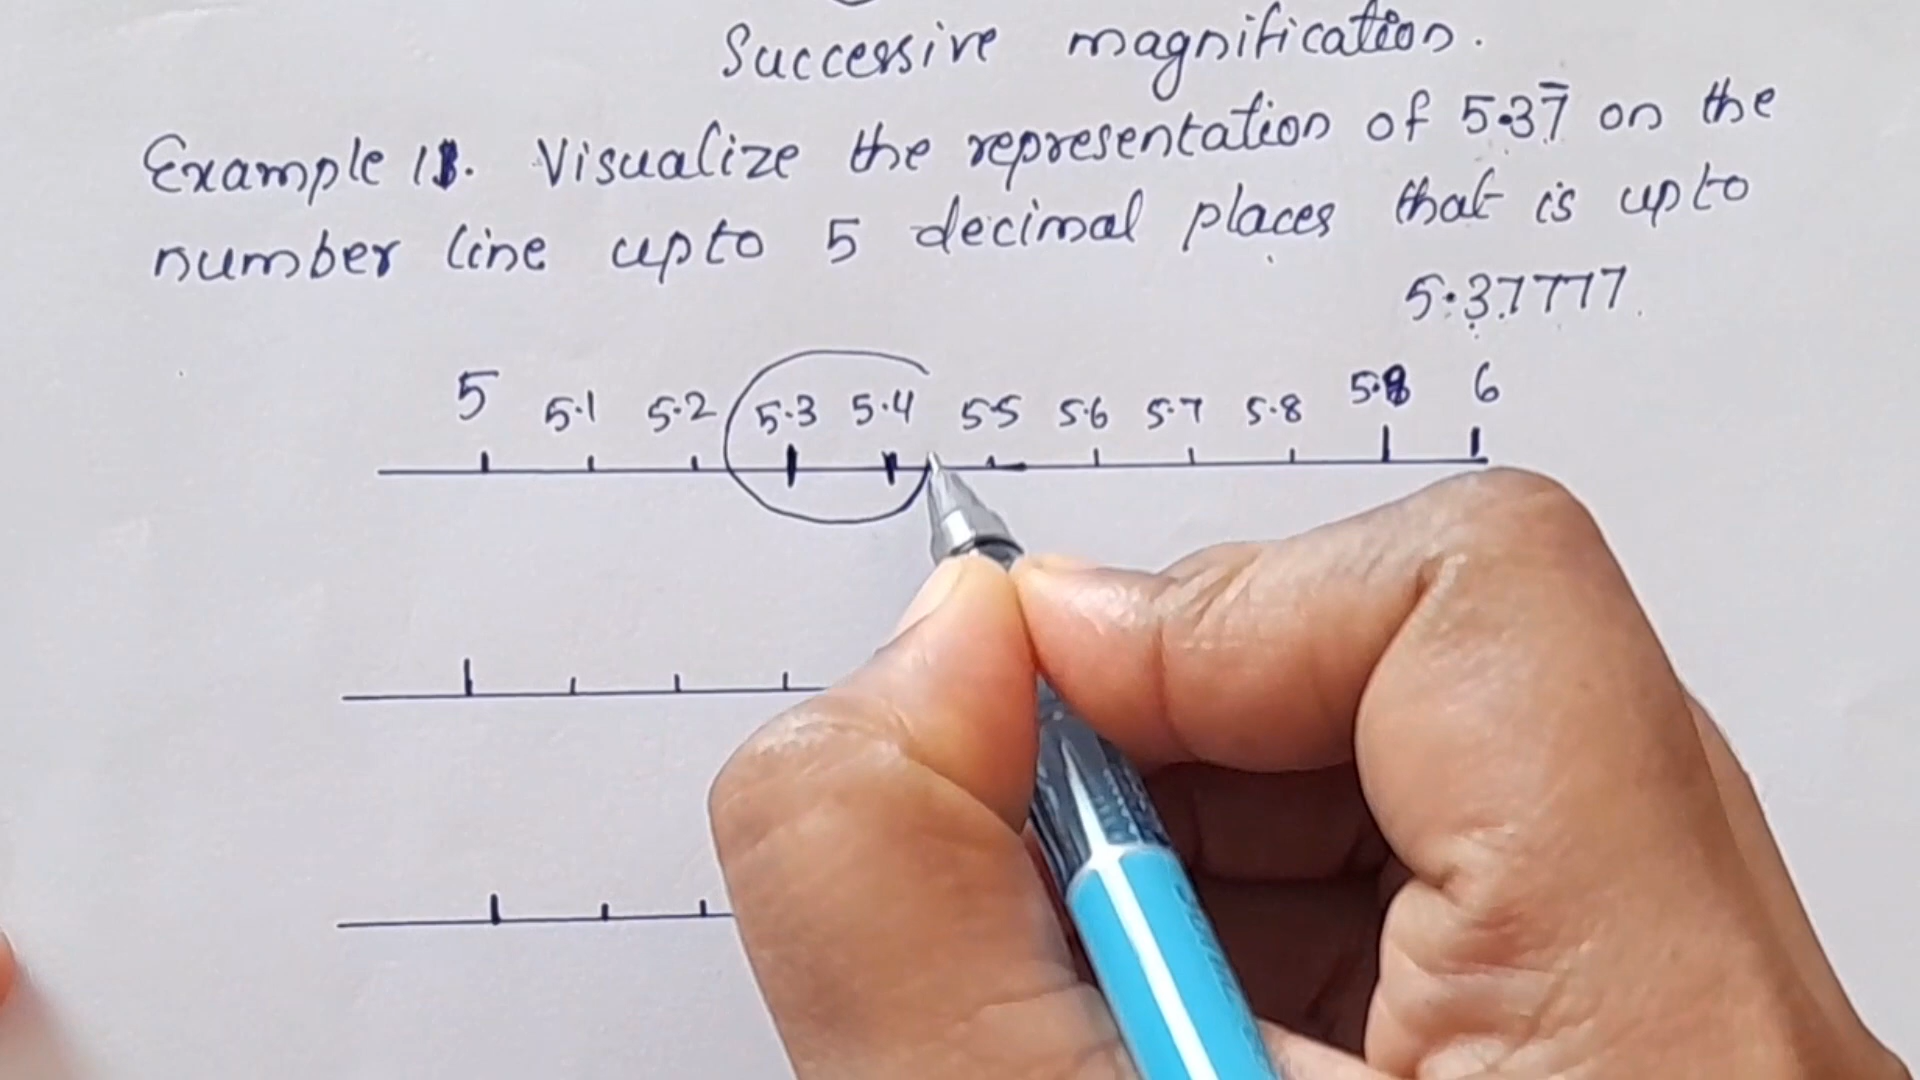 Successive magnification.
Example 11. Visualize the representation of 5.37̅ on the
number line upto 5 decimal places that is upto
5.37777.
5 5.1 5.2 5.3 5.4 5.5 5.6 5.7 5.8 5.9 6